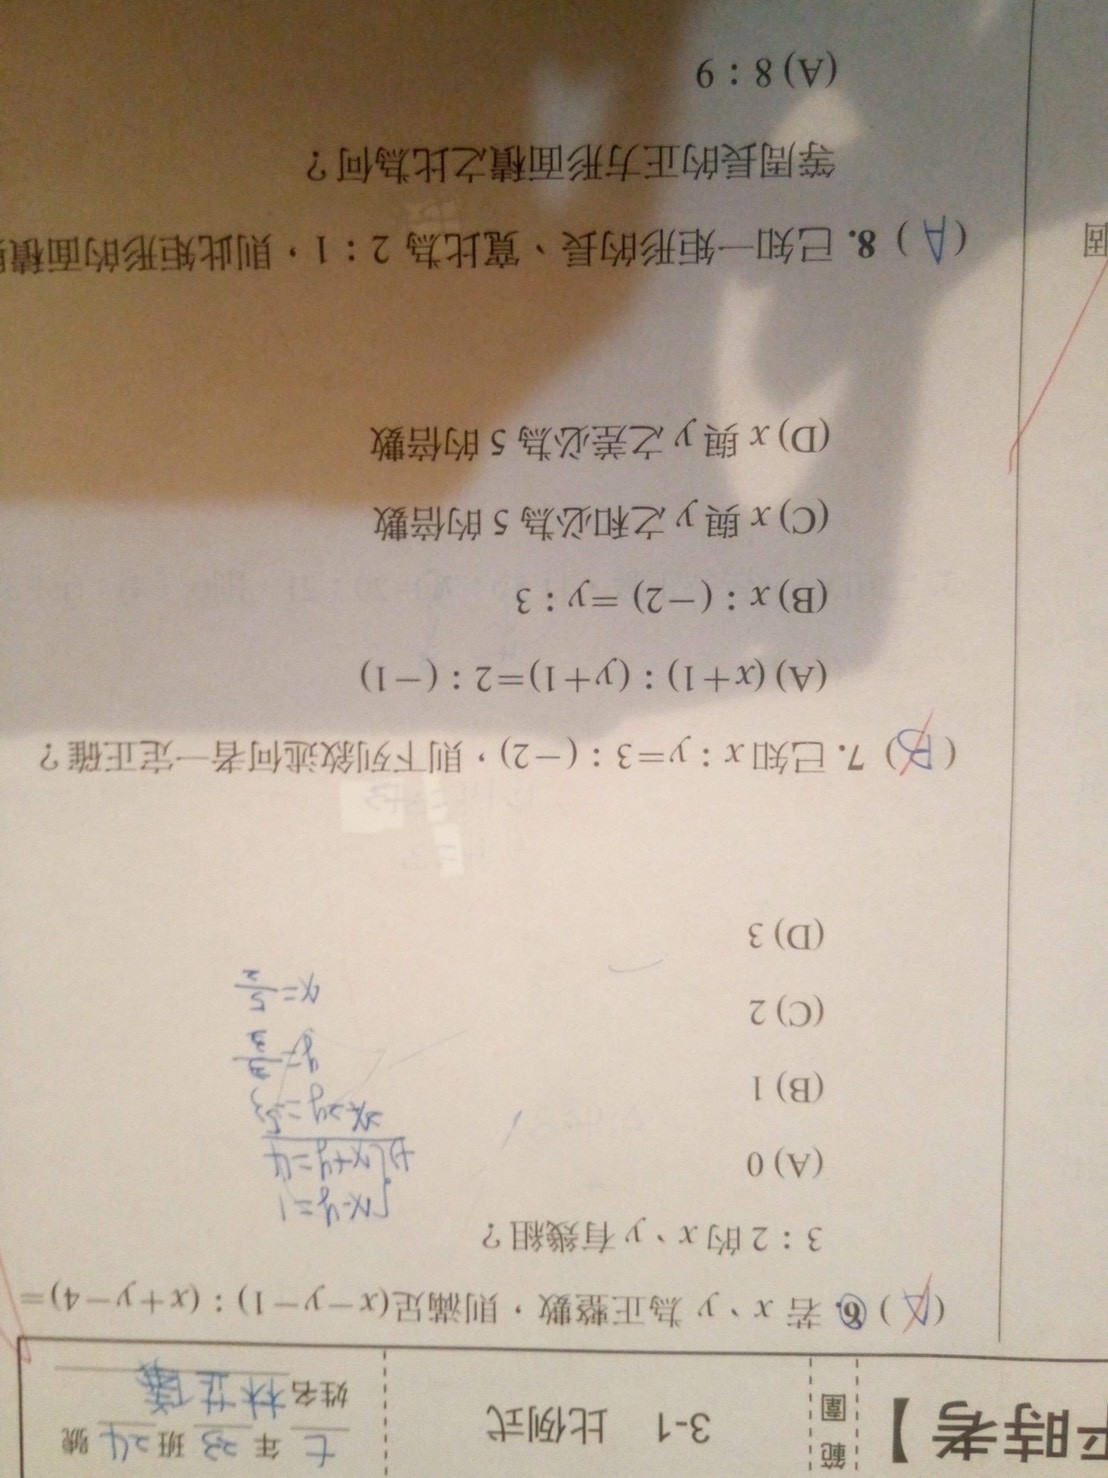 平時考】
範圍
3-1 比例式
七年23班24號
姓名林芷
(A) 6. 若 x、y 為正整數，則滿足(x－y－1)：(x＋y－4)＝
3：2 的 x、y 有幾組？
(A) 0
(B) 1
(C) 2
(D) 3
x-y=1
x+y=4
x=5/2
(B) 7. 已知 x：y＝3：(－2)，則下列敘述何者一定正確？
(A) (x＋1)：(y＋1)＝2：(－1)
(B) x：(－2)＝y：3
(C) x 與 y 之和必為 5 的倍數
(D) x 與 y 之差必為 5 的倍數
(A) 8. 已知一矩形的長、寬比為 2：1，則此矩形的面積
等周長的正方形面積之比為何？
(A) 8：9